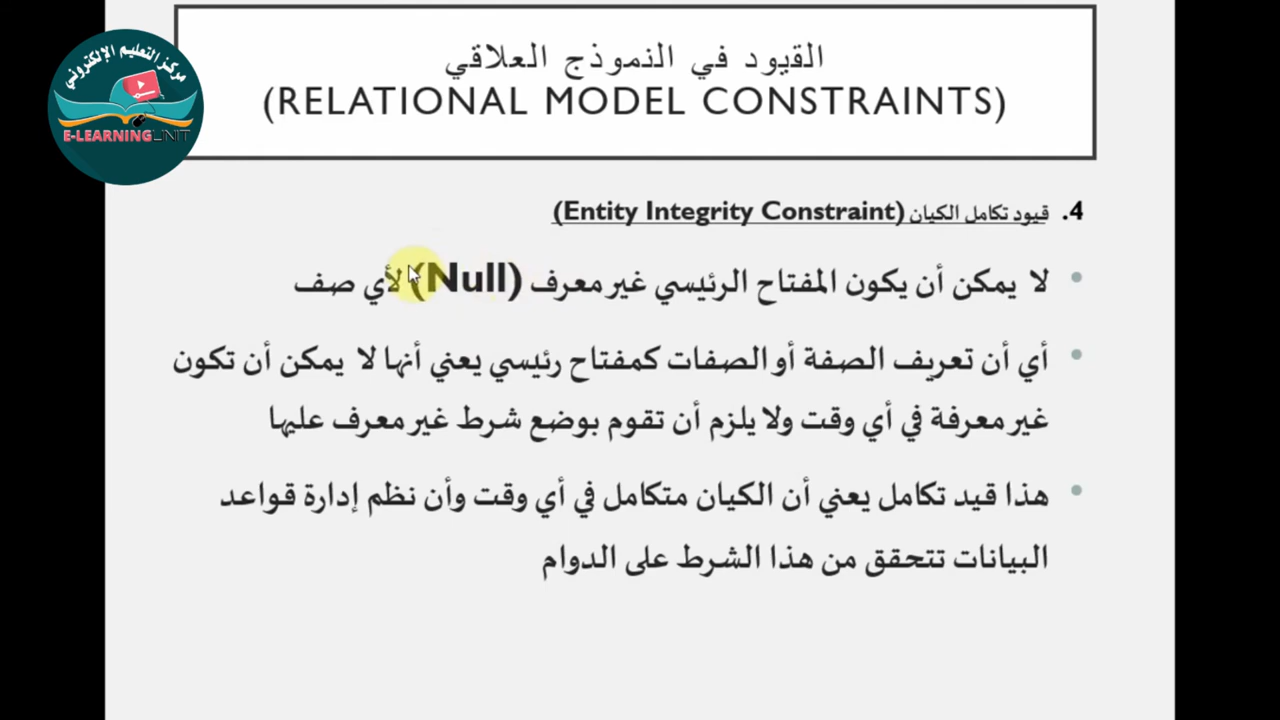 مركز التعليم الإلكتروني
E-LEARNING UNIT
القيود في النموذج العلاقي
(RELATIONAL MODEL CONSTRAINTS)
4. قيود تكامل الكيان (Entity Integrity Constraint)
• لا يمكن أن يكون المفتاح الرئيسي غير معرف (Null) لأي صف
• أي أن تعريف الصفة أو الصفات كمفتاح رئيسي يعني أنها لا يمكن أن تكون
غير معرفة في أي وقت ولا يلزم أن تقوم بوضع شرط غير معرف عليها
• هذا قيد تكامل يعني أن الكيان متكامل في أي وقت وأن نظم إدارة قواعد
البيانات تتحقق من هذا الشرط على الدوام